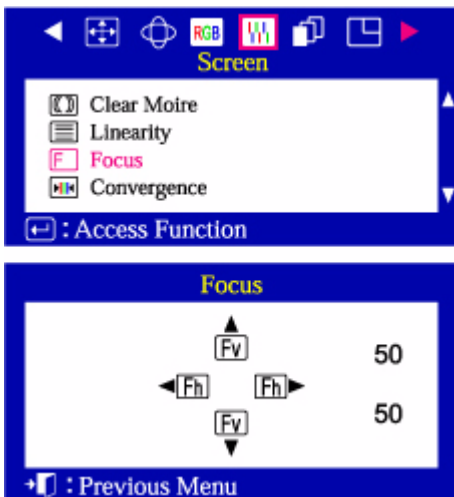 RGB
Screen
Clear Moire
Linearity
F Focus
Convergence
: Access Function
Focus
Fv
50
Fh Fh
Fv
50
: Previous Menu